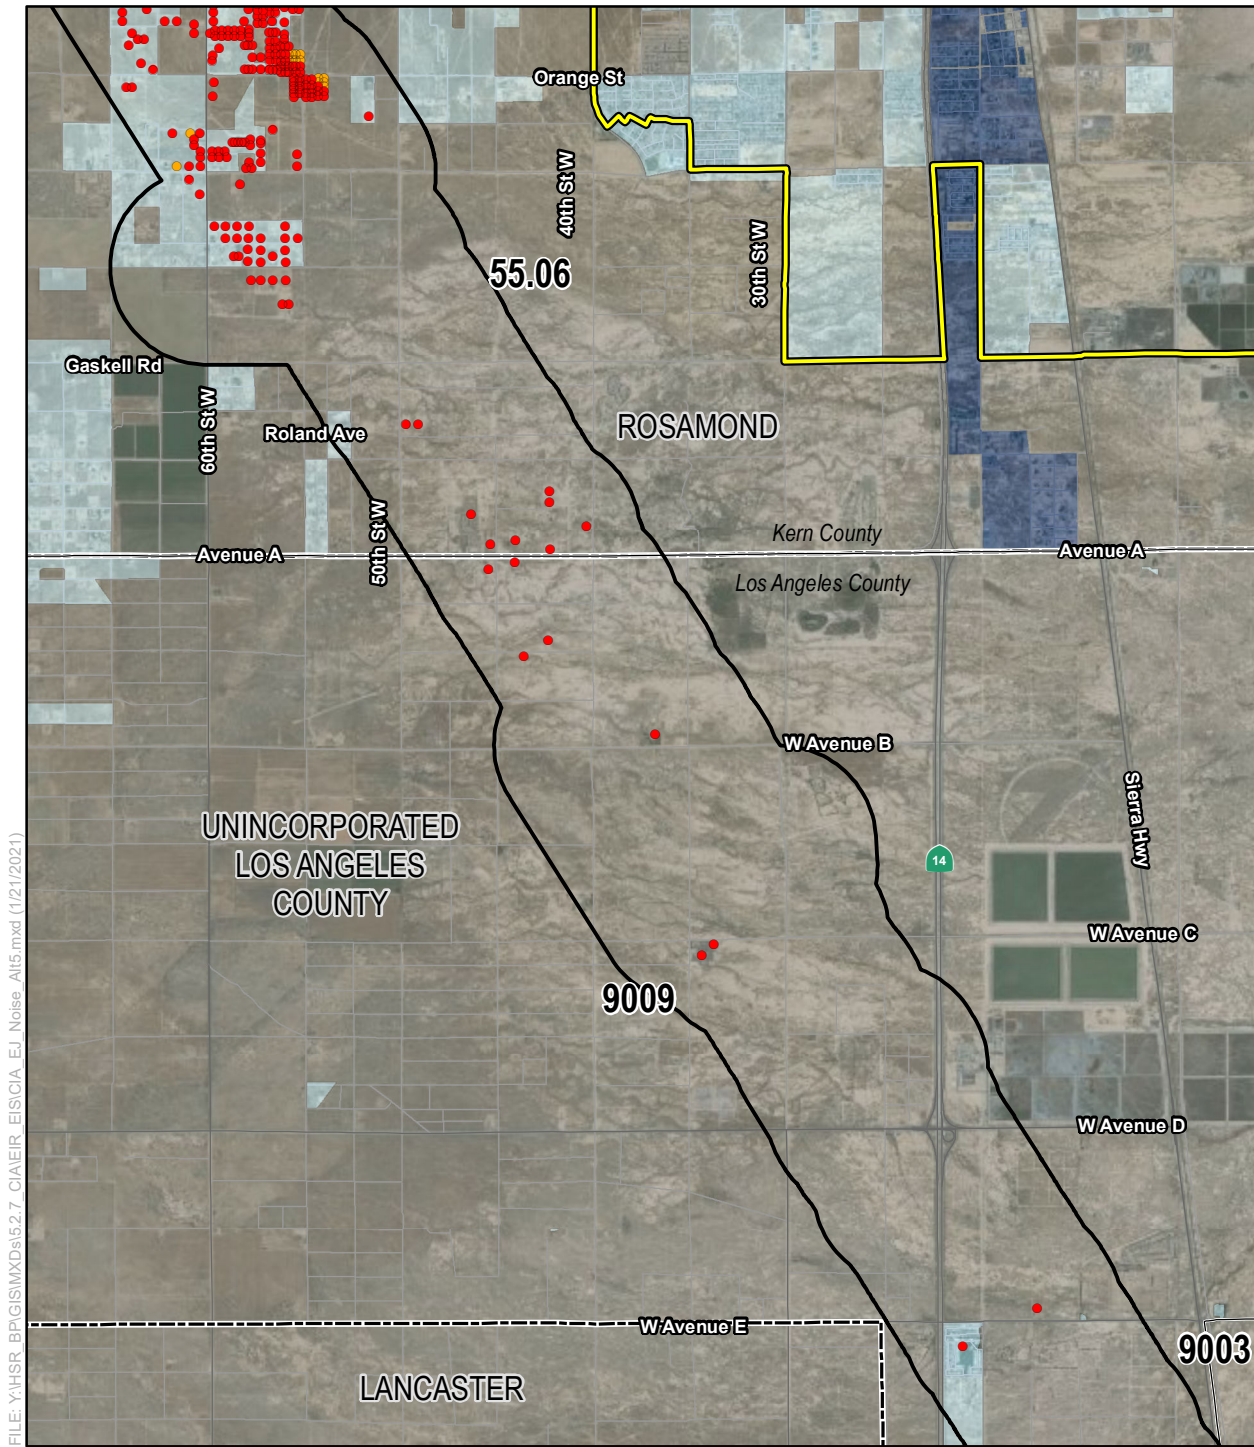 Orange St
40th St W
30th St W
55.06
Gaskell Rd
60th St W
Roland Ave
ROSAMOND
50th St W
Kern County
Avenue A
Avenue A
Los Angeles County
W Avenue B
Sierra Hwy
UNINCORPORATED
LOS ANGELES
COUNTY
14
W Avenue C
9009
W Avenue D
W Avenue E
9003
LANCASTER
FILE: Y:\HSR_BP\GIS\MXDs\5.2.7_CIA\EIR_EIS\CIA_EJ_Noise_Alt5.mxd (1/21/2021)